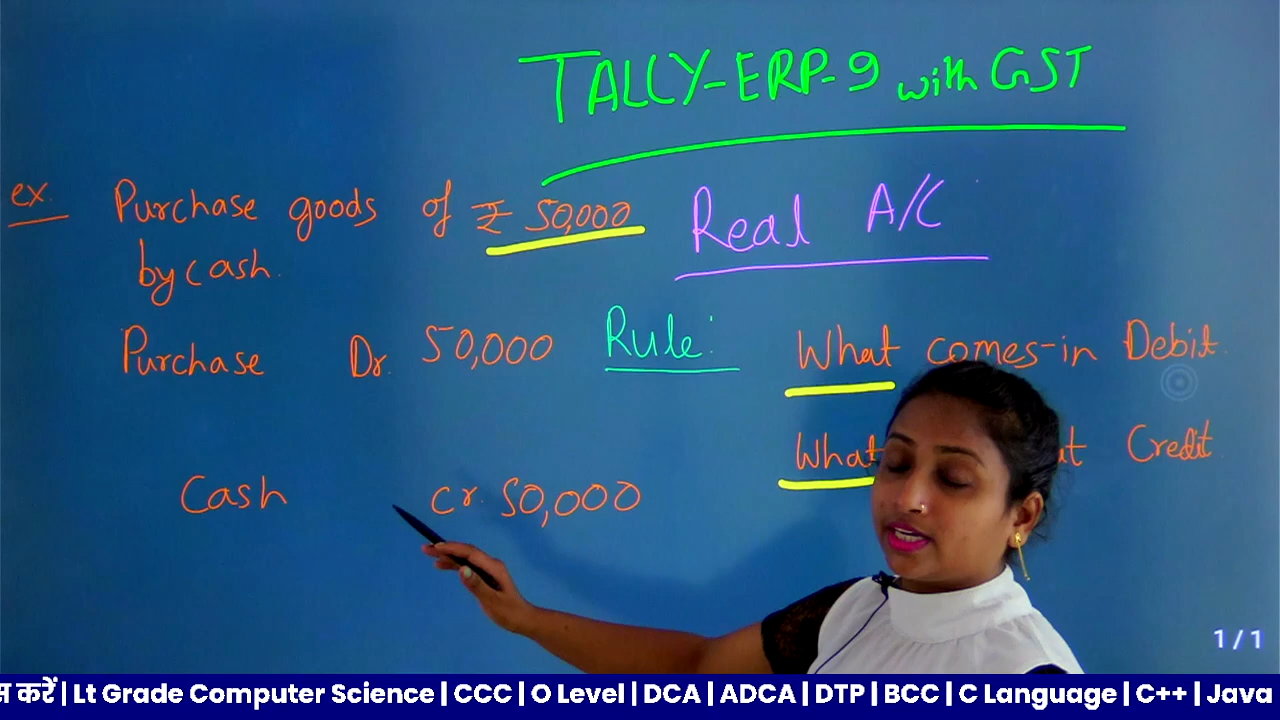 TALLY-ERP-9 with GST
ex. Purchase goods of ₹ 50,000
by cash.
Real A/C
Purchase Dr. 50,000
Rule:
What comes-in Debit
What Credit
Cash Cr. 50,000
1/1
करें | Lt Grade Computer Science | CCC | O Level | DCA | ADCA | DTP | BCC | C Language | C++ | Java